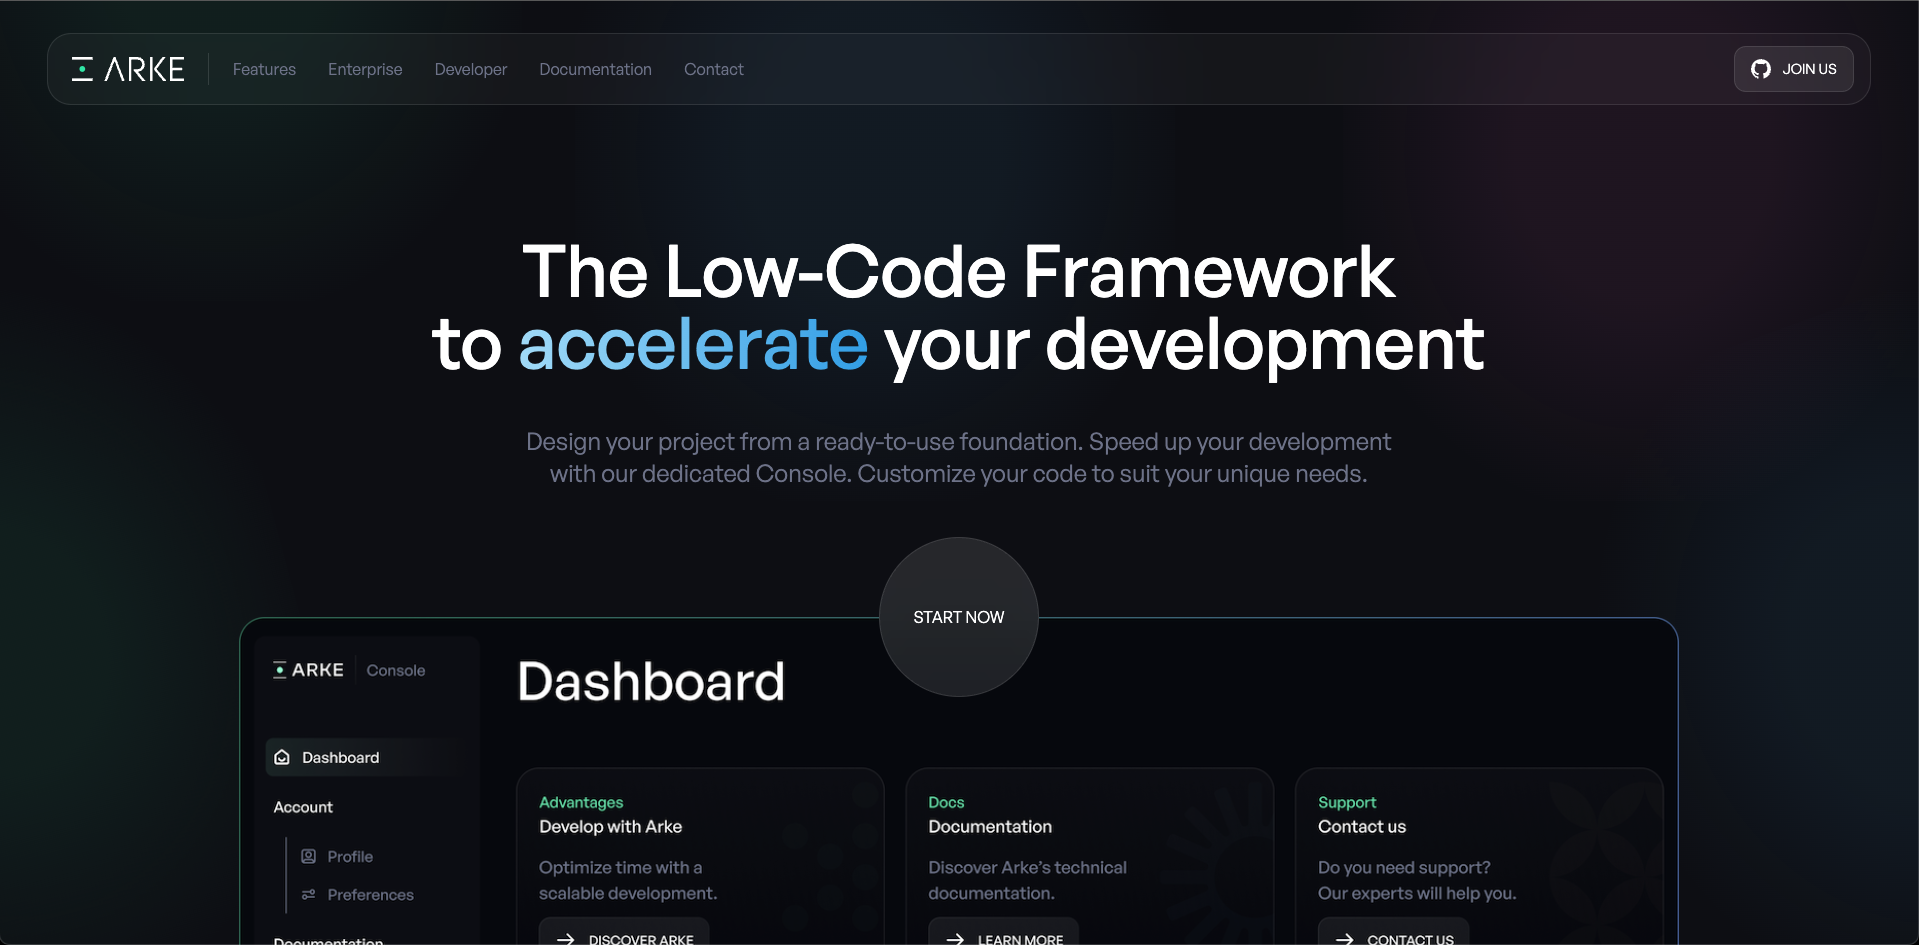 ARKE
Features
Enterprise
Developer
Documentation
Contact
JOIN US
The Low-Code Framework
to accelerate your development
Design your project from a ready-to-use foundation. Speed up your development
with our dedicated Console. Customize your code to suit your unique needs.
START NOW
ARKE
Console
Dashboard
Account
Profile
Preferences
Documentation
Dashboard
Advantages
Develop with Arke
Optimize time with a
scalable development.
DISCOVER ARKE
Docs
Documentation
Discover Arke’s technical
documentation.
LEARN MORE
Support
Contact us
Do you need support?
Our experts will help you.
CONTACT US